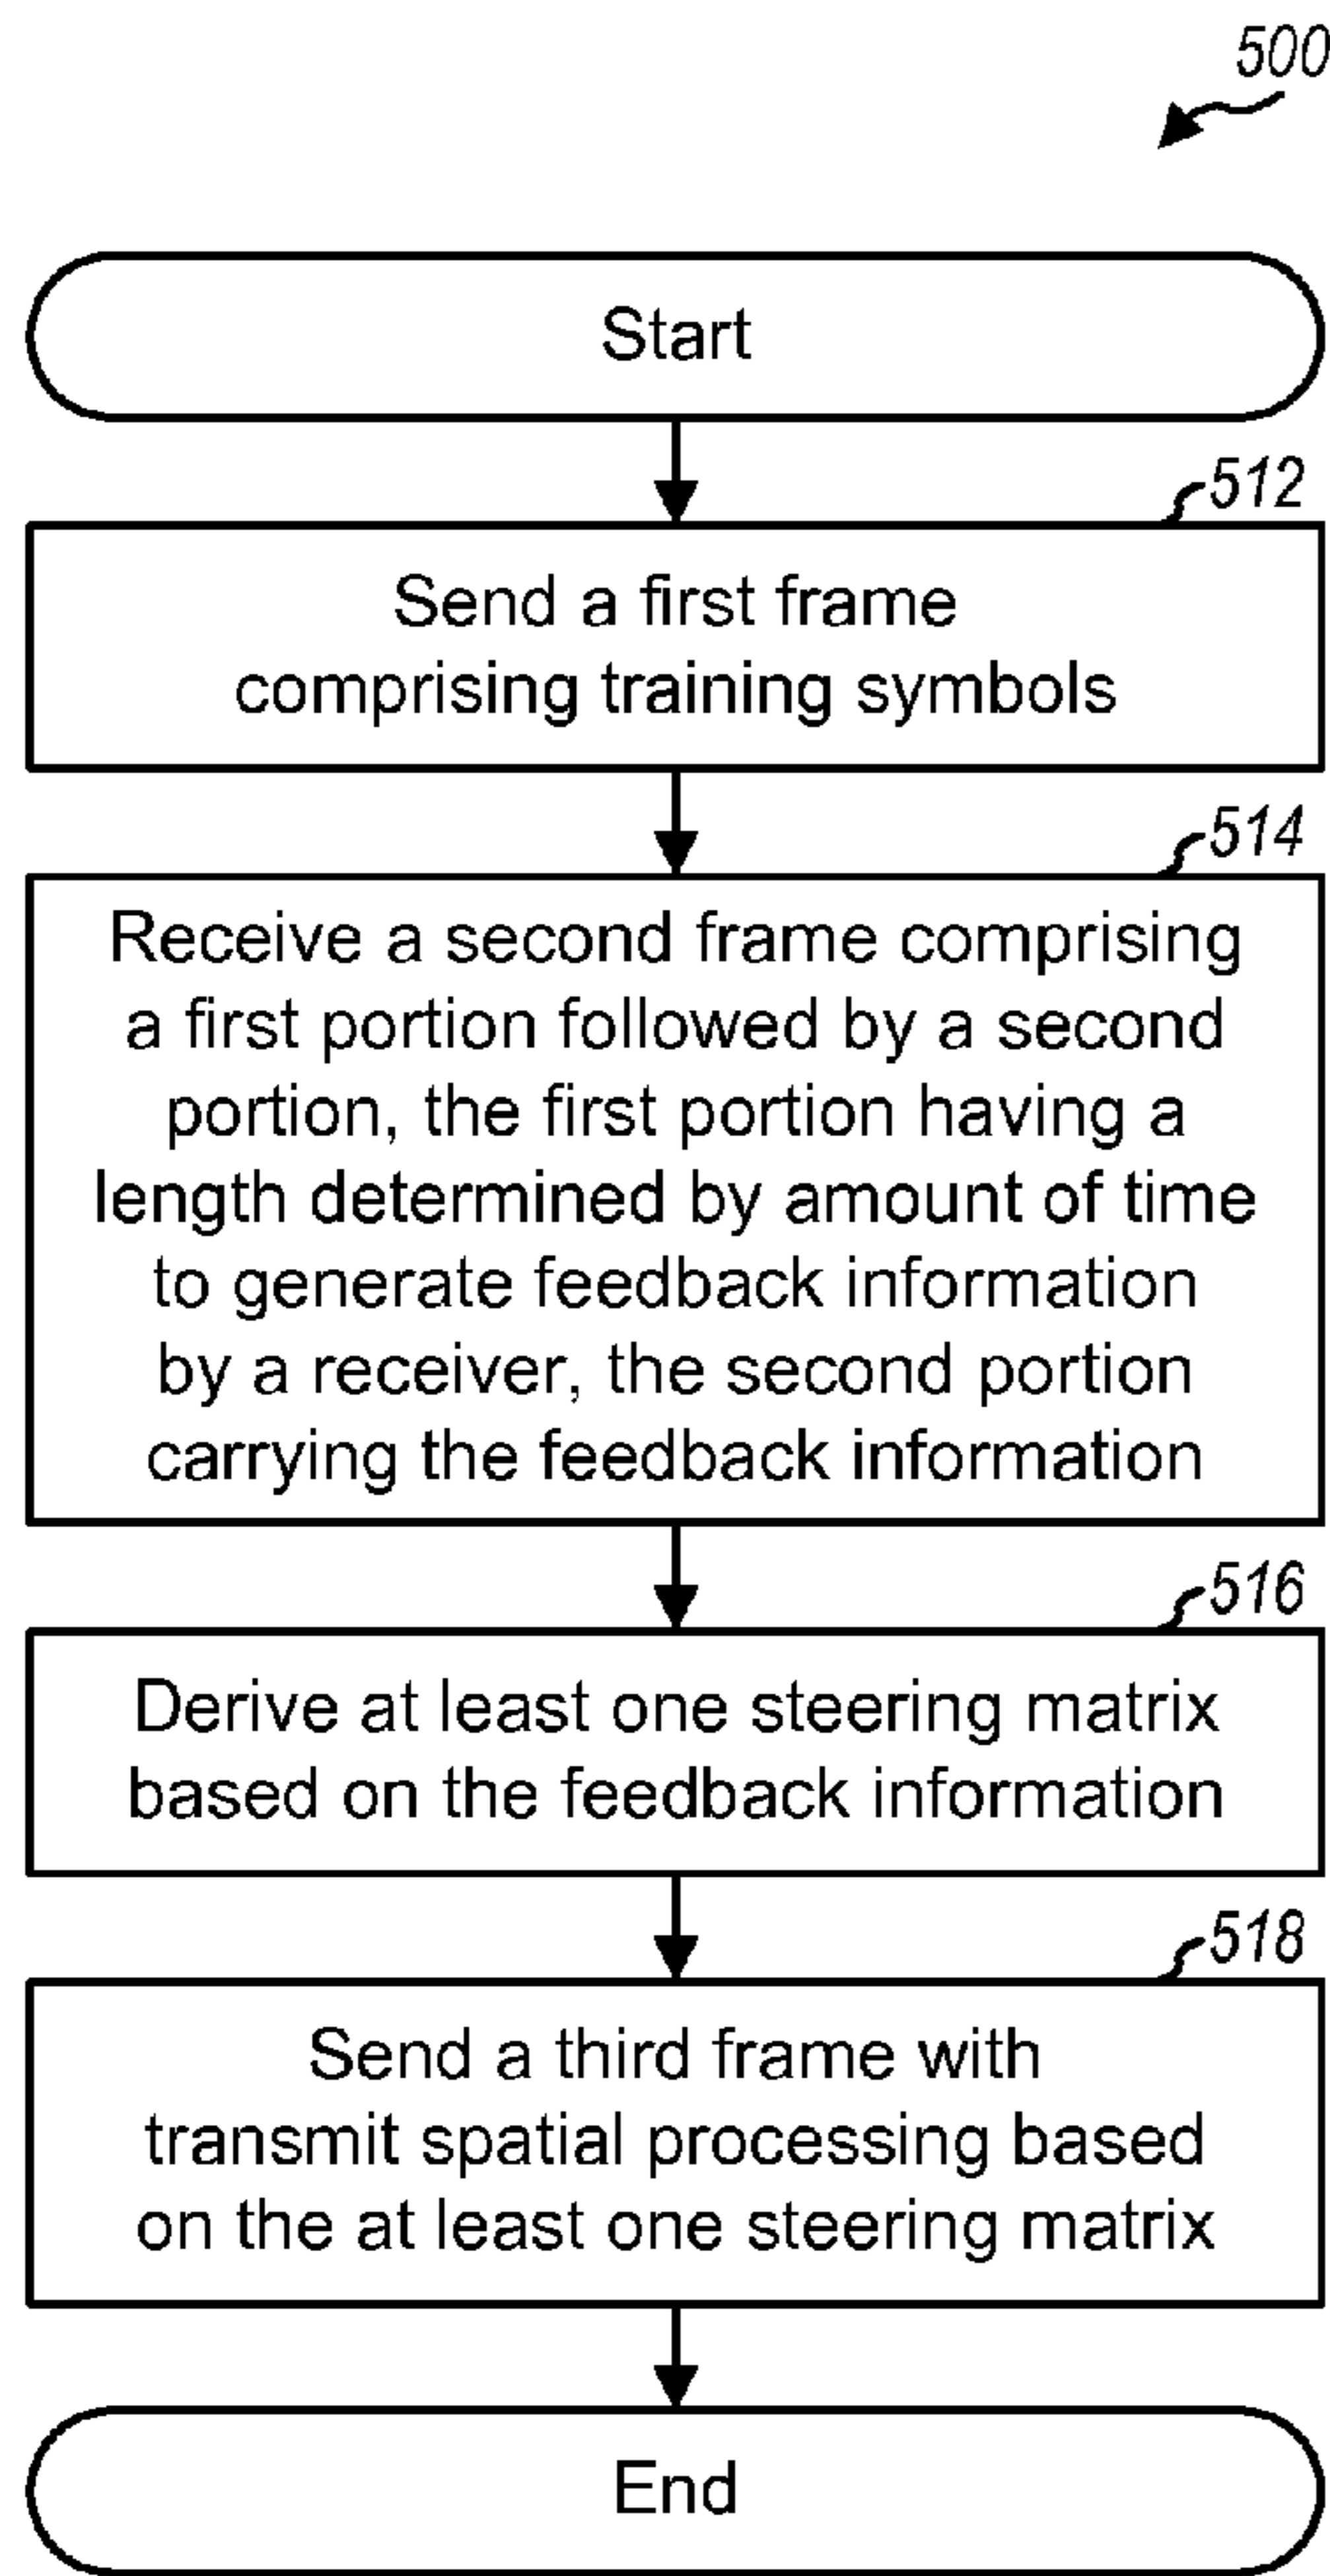 500
Start
512
Send a first frame
comprising training symbols
514
Receive a second frame comprising
a first portion followed by a second
portion, the first portion having a
length determined by amount of time
to generate feedback information
by a receiver, the second portion
carrying the feedback information
516
Derive at least one steering matrix
based on the feedback information
518
Send a third frame with
transmit spatial processing based
on the at least one steering matrix
End